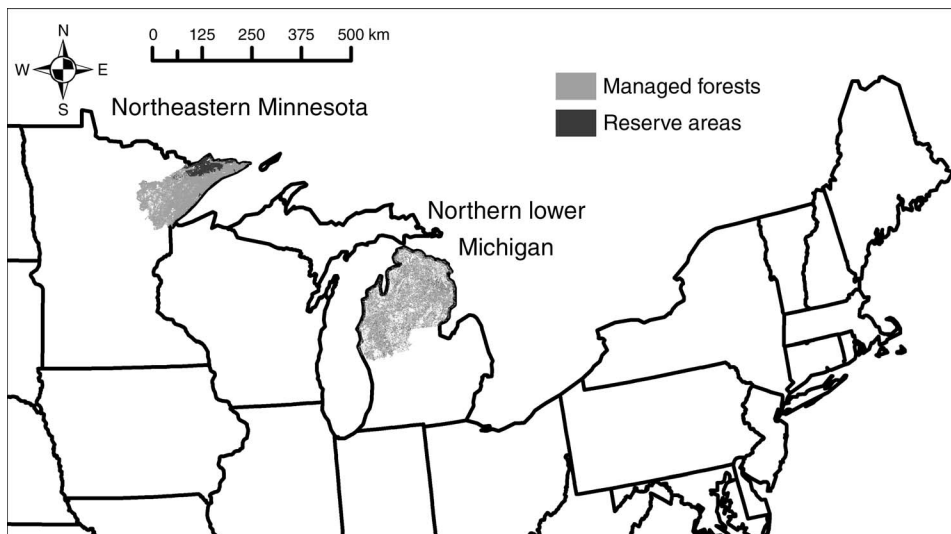 N
W E
S
0 125 250 375 500 km
Northeastern Minnesota
Managed forests
Reserve areas
Northern lower
Michigan